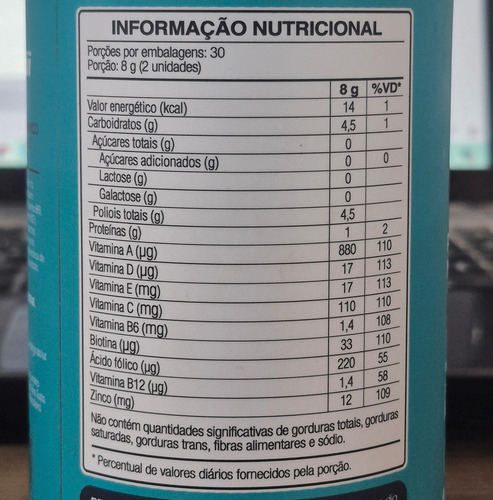 INFORMAÇÃO NUTRICIONAL
Porções por embalagens: 30
Porção: 8 g (2 unidades)
8 g %VD*
Valor energético (kcal) 14 1
Carboidratos (g) 4,5 1
Açúcares totais (g) 0
Açúcares adicionados (g) 0 0
Lactose (g) 0
Galactose (g) 0
Poliois totais (g) 4,5
Proteínas (g) 1 2
Vitamina A (µg) 880 110
Vitamina D (µg) 17 113
Vitamina E (mg) 17 113
Vitamina C (mg) 110 110
Vitamina B6 (mg) 1,4 108
Biotina (µg) 33 110
Ácido fólico (µg) 220 55
Vitamina B12 (µg) 1,4 58
Zinco (mg) 12 109
Não contém quantidades significativas de gorduras totais, gorduras
saturadas, gorduras trans, fibras alimentares e sódio.
* Percentual de valores diários fornecidos pela porção.